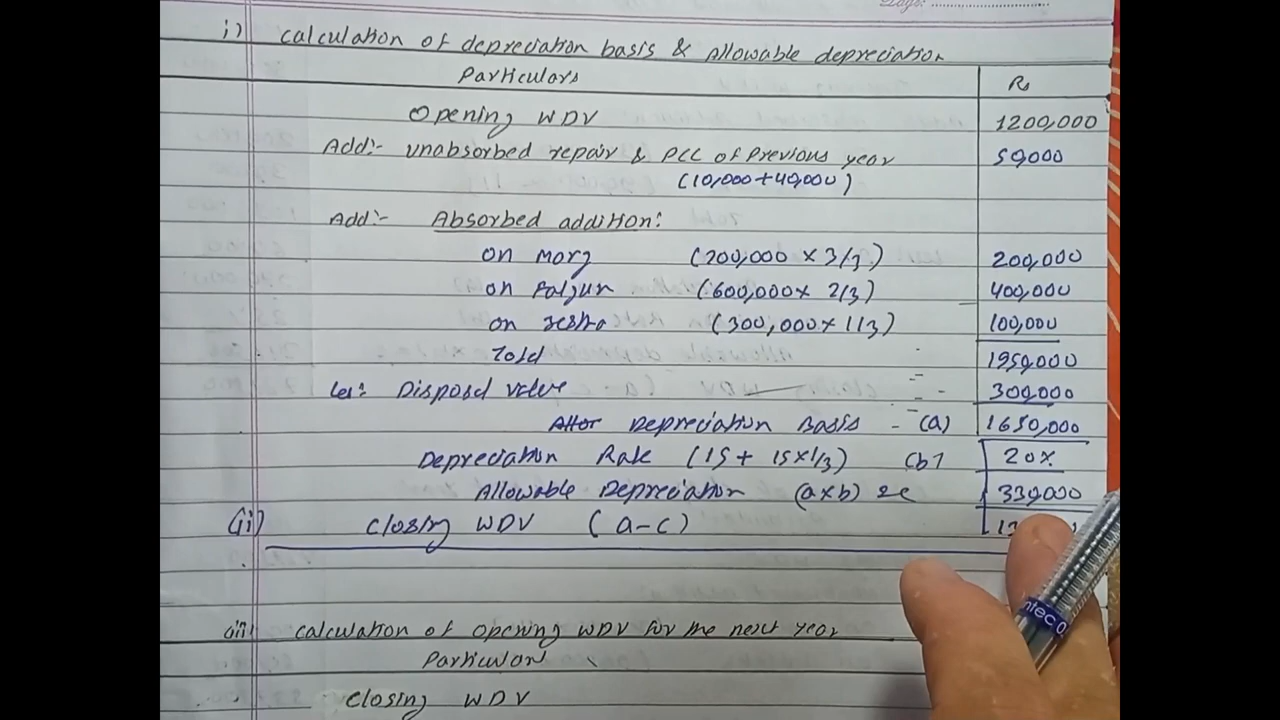 Days: ........................
i) Calculation of depreciation basis & Allowable depreciation
Particulars Rs
Opening WDV 1200,000
Add:- unabsorbed repair & PCC of Previous year 50,000
(10,000+40,000)
Add:- Absorbed addition:
on (200,000 × 3/3) 200,000
on (600,000× 2/3) 400,000
on (300,000×1/3) 100,000
Total 1950,000
Disposal value 300,000
Depreciation Basis - (a) 1650,000
Depreciation Rate (15 + 15×1/3) (b) 20%
Allowable Depreciation (a×b) =c 330,000
(ii) Closing WDV (a-c) 13
(iii) Calculation of opening WDV for the next year
Particulars
Closing WDV
ntec